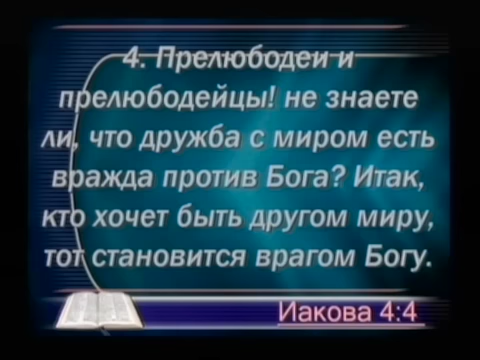 4. Прелюбодеи и
прелюбодейцы! не знаете
ли, что дружба с миром есть
вражда против Бога? Итак,
кто хочет быть другом миру,
тот становится врагом Богу.
Иакова 4:4